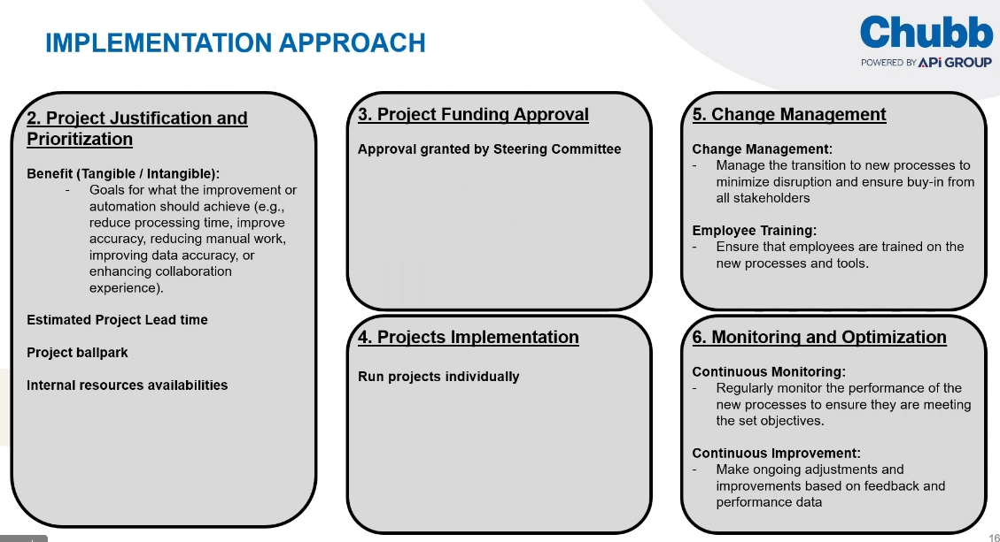 IMPLEMENTATION APPROACH
Chubb
POWERED BY APi GROUP
2. Project Justification and
Prioritization
Benefit (Tangible / Intangible):
- Goals for what the improvement or
automation should achieve (e.g.,
reduce processing time, improve
accuracy, reducing manual work,
improving data accuracy, or
enhancing collaboration
experience).
Estimated Project Lead time
Project ballpark
Internal resources availabilities
3. Project Funding Approval
Approval granted by Steering Committee
4. Projects Implementation
Run projects individually
5. Change Management
Change Management:
- Manage the transition to new processes to
minimize disruption and ensure buy-in from
all stakeholders
Employee Training:
- Ensure that employees are trained on the
new processes and tools.
6. Monitoring and Optimization
Continuous Monitoring:
- Regularly monitor the performance of the
new processes to ensure they are meeting
the set objectives.
Continuous Improvement:
- Make ongoing adjustments and
improvements based on feedback and
performance data
16